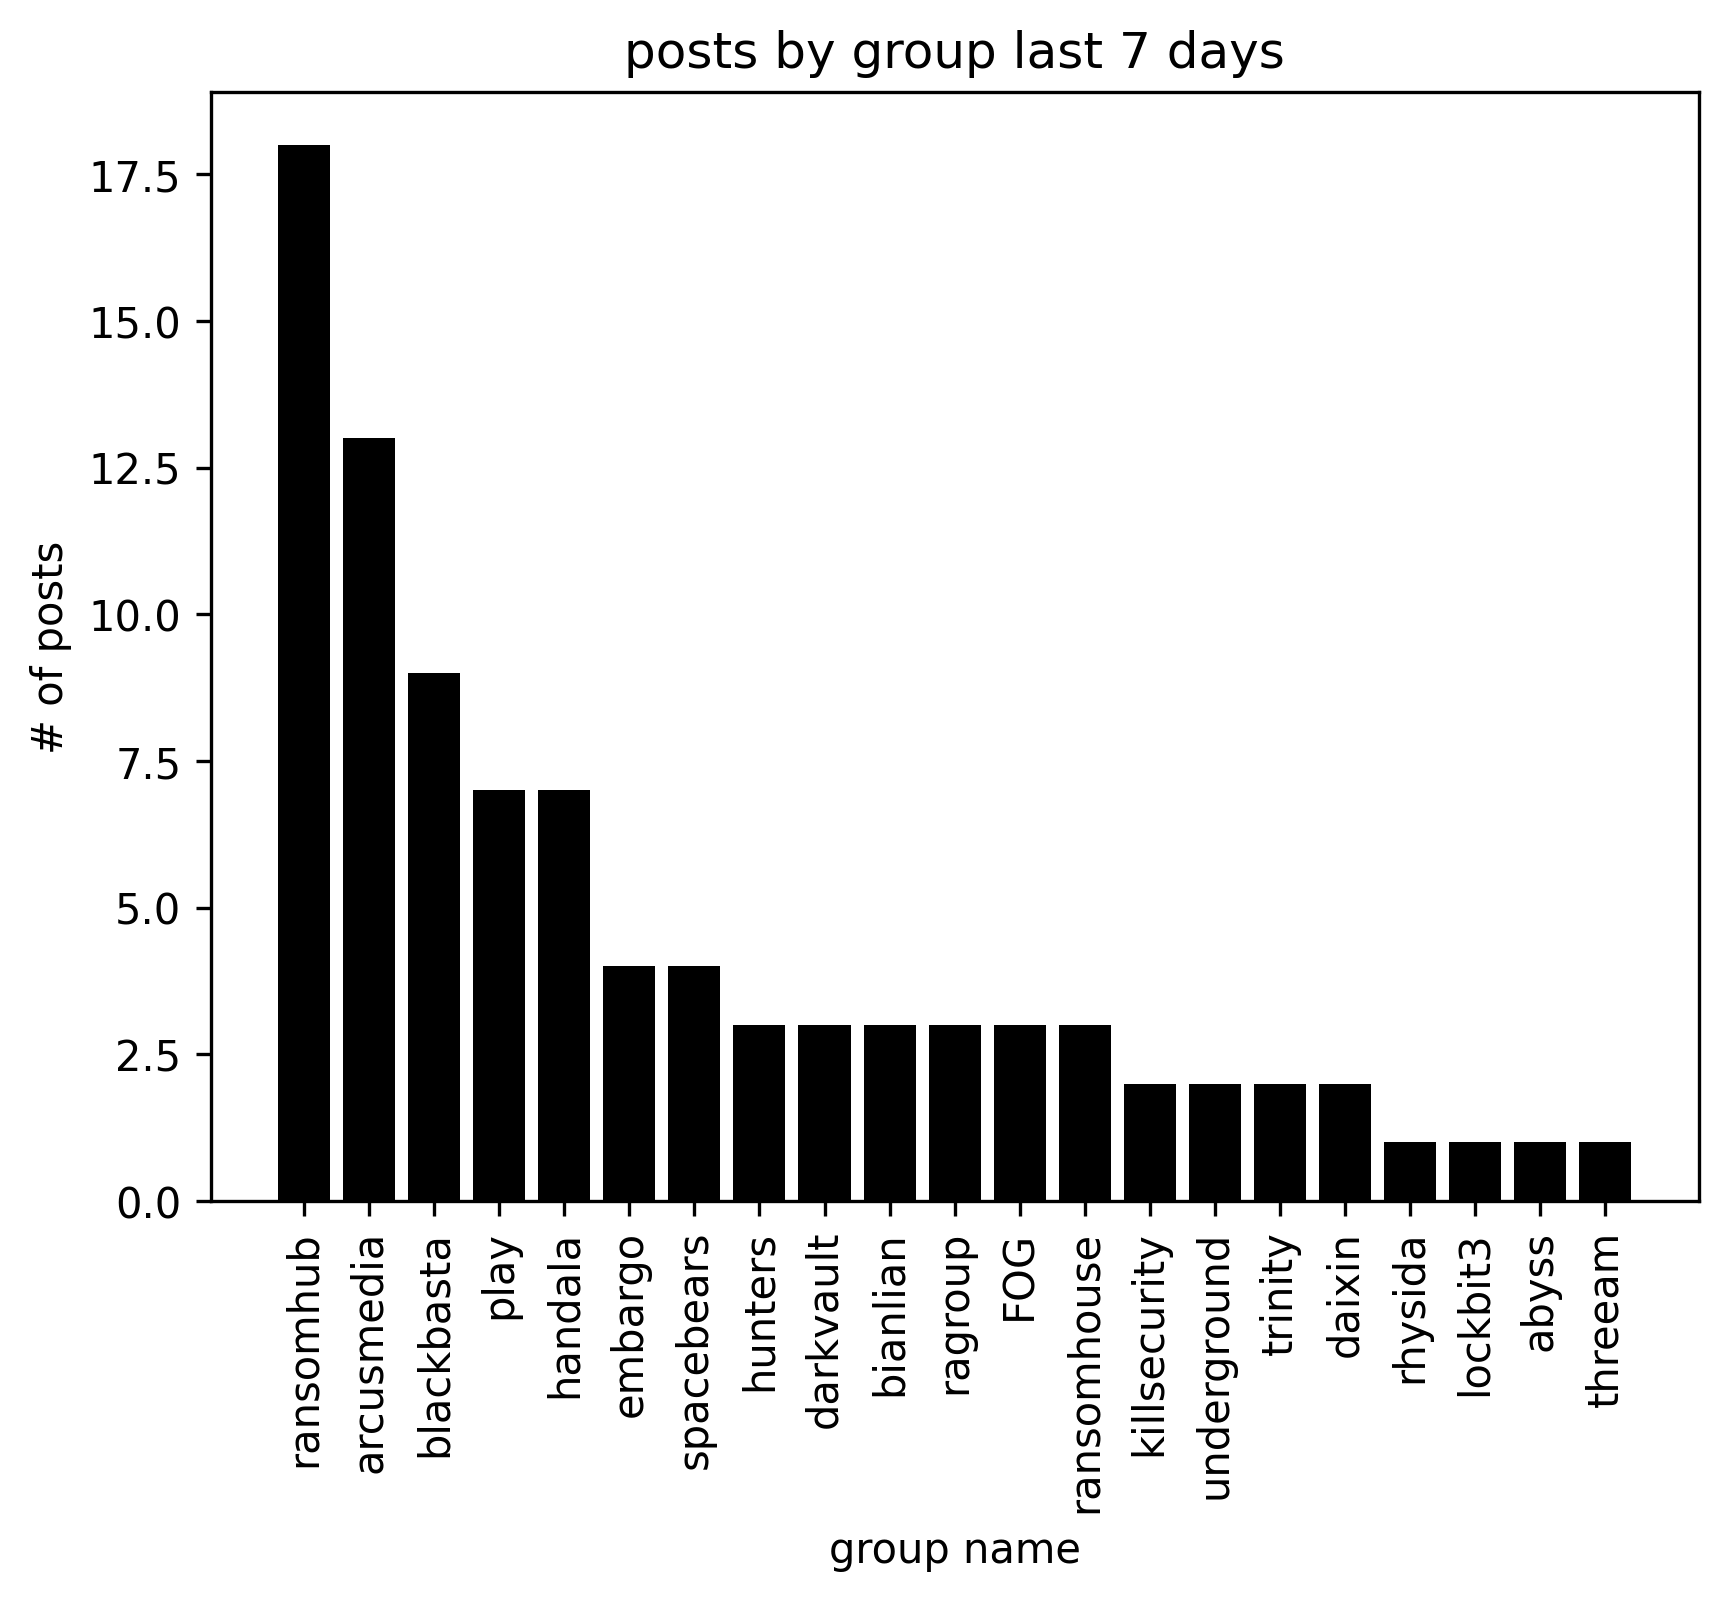 posts by group last 7 days
# of posts
17.5
15.0
12.5
10.0
7.5
5.0
2.5
0.0
ransomhub
arcusmedia
blackbasta
play
handala
embargo
spacebears
hunters
darkvault
bianlian
ragroup
FOG
ransomhouse
killsecurity
underground
trinity
daixin
rhysida
lockbit3
abyss
threeam
group name